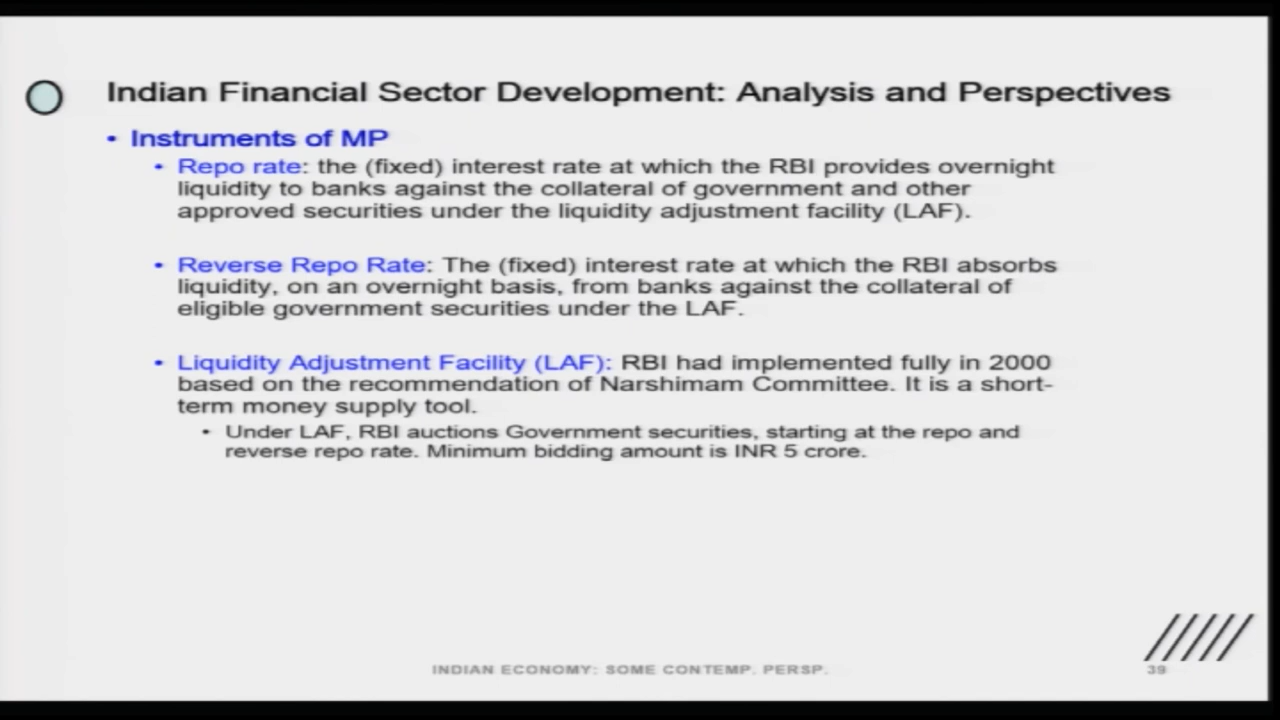 Indian Financial Sector Development: Analysis and Perspectives
• Instruments of MP
• Repo rate: the (fixed) interest rate at which the RBI provides overnight
liquidity to banks against the collateral of government and other
approved securities under the liquidity adjustment facility (LAF).
• Reverse Repo Rate: The (fixed) interest rate at which the RBI absorbs
liquidity, on an overnight basis, from banks against the collateral of
eligible government securities under the LAF.
• Liquidity Adjustment Facility (LAF): RBI had implemented fully in 2000
based on the recommendation of Narshimam Committee. It is a short-
term money supply tool.
• Under LAF, RBI auctions Government securities, starting at the repo and
reverse repo rate. Minimum bidding amount is INR 5 crore.
INDIAN ECONOMY: SOME CONTEMP. PERSP.
39